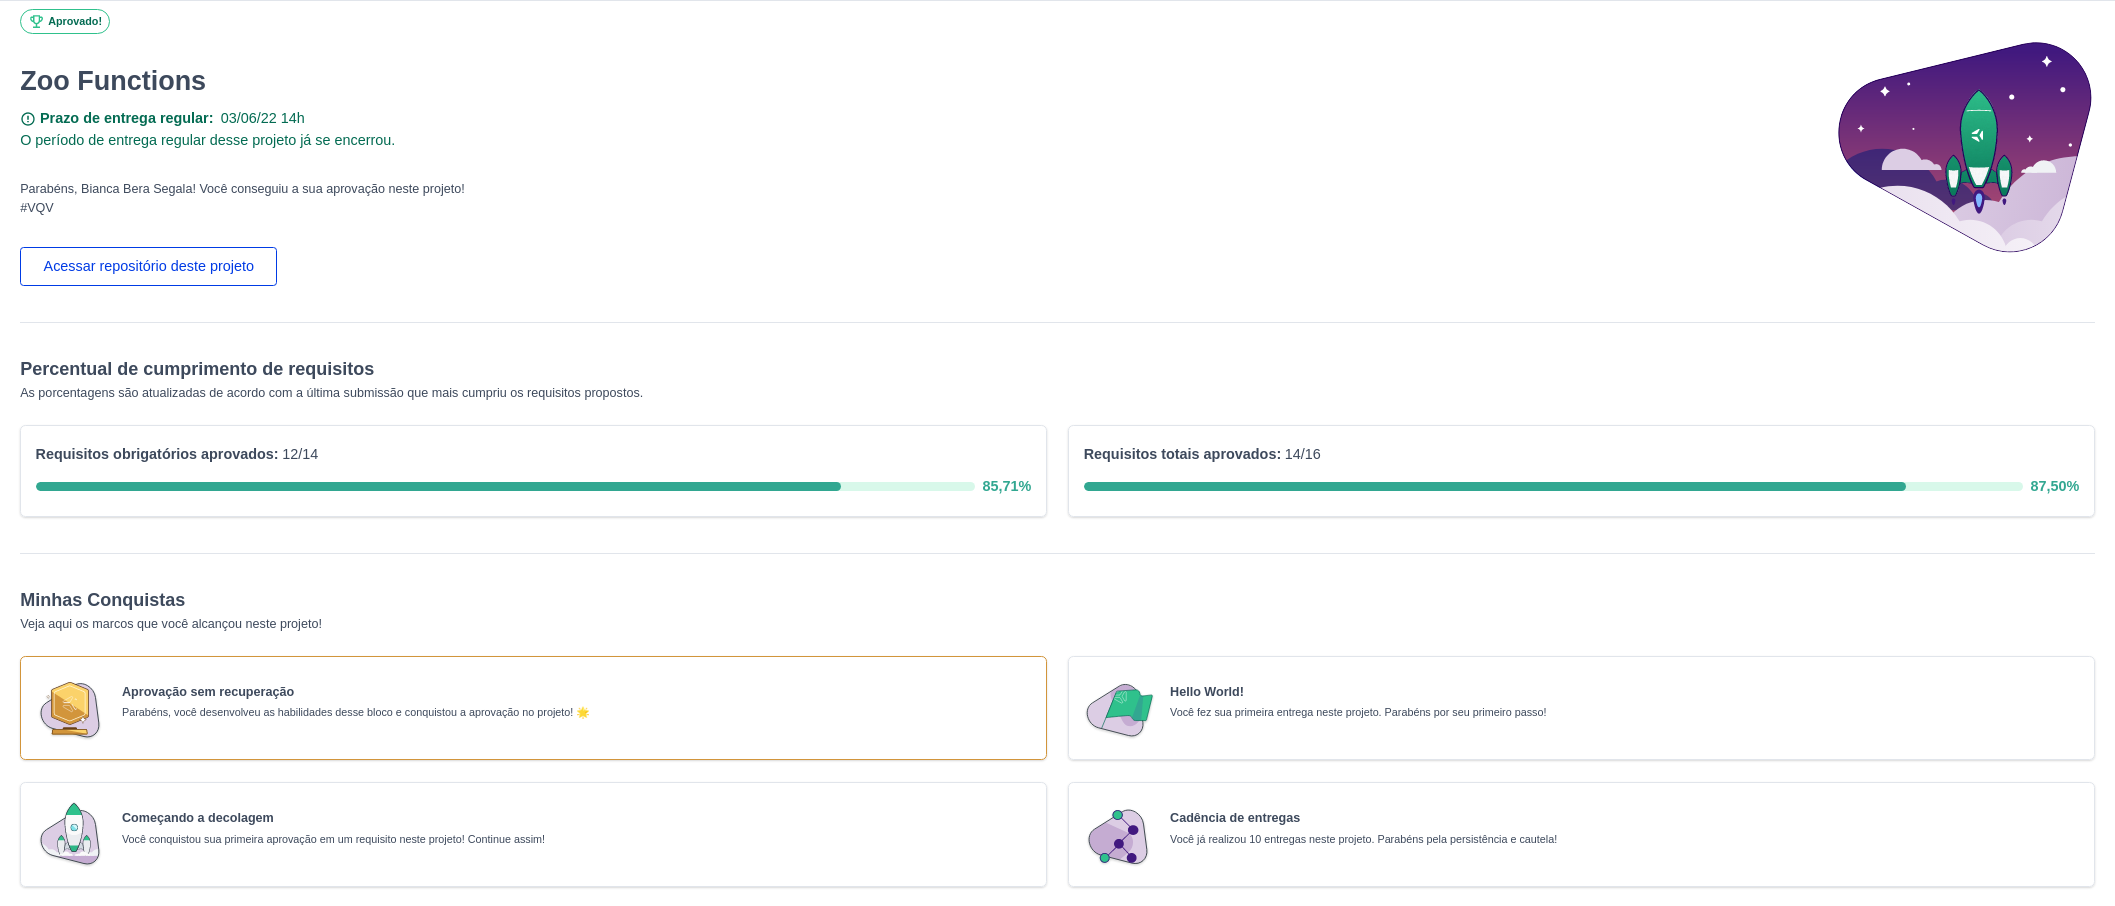 Aprovado!
Zoo Functions
Prazo de entrega regular: 03/06/22 14h
O período de entrega regular desse projeto já se encerrou.
Parabéns, Bianca Bera Segala! Você conseguiu a sua aprovação neste projeto!
#VQV
Acessar repositório deste projeto
Percentual de cumprimento de requisitos
As porcentagens são atualizadas de acordo com a última submissão que mais cumpriu os requisitos propostos.
Requisitos obrigatórios aprovados: 12/14
85,71%
Requisitos totais aprovados: 14/16
87,50%
Minhas Conquistas
Veja aqui os marcos que você alcançou neste projeto!
Aprovação sem recuperação
Parabéns, você desenvolveu as habilidades desse bloco e conquistou a aprovação no projeto! 🌟
Hello World!
Você fez sua primeira entrega neste projeto. Parabéns por seu primeiro passo!
Começando a decolagem
Você conquistou sua primeira aprovação em um requisito neste projeto! Continue assim!
Cadência de entregas
Você já realizou 10 entregas neste projeto. Parabéns pela persistência e cautela!